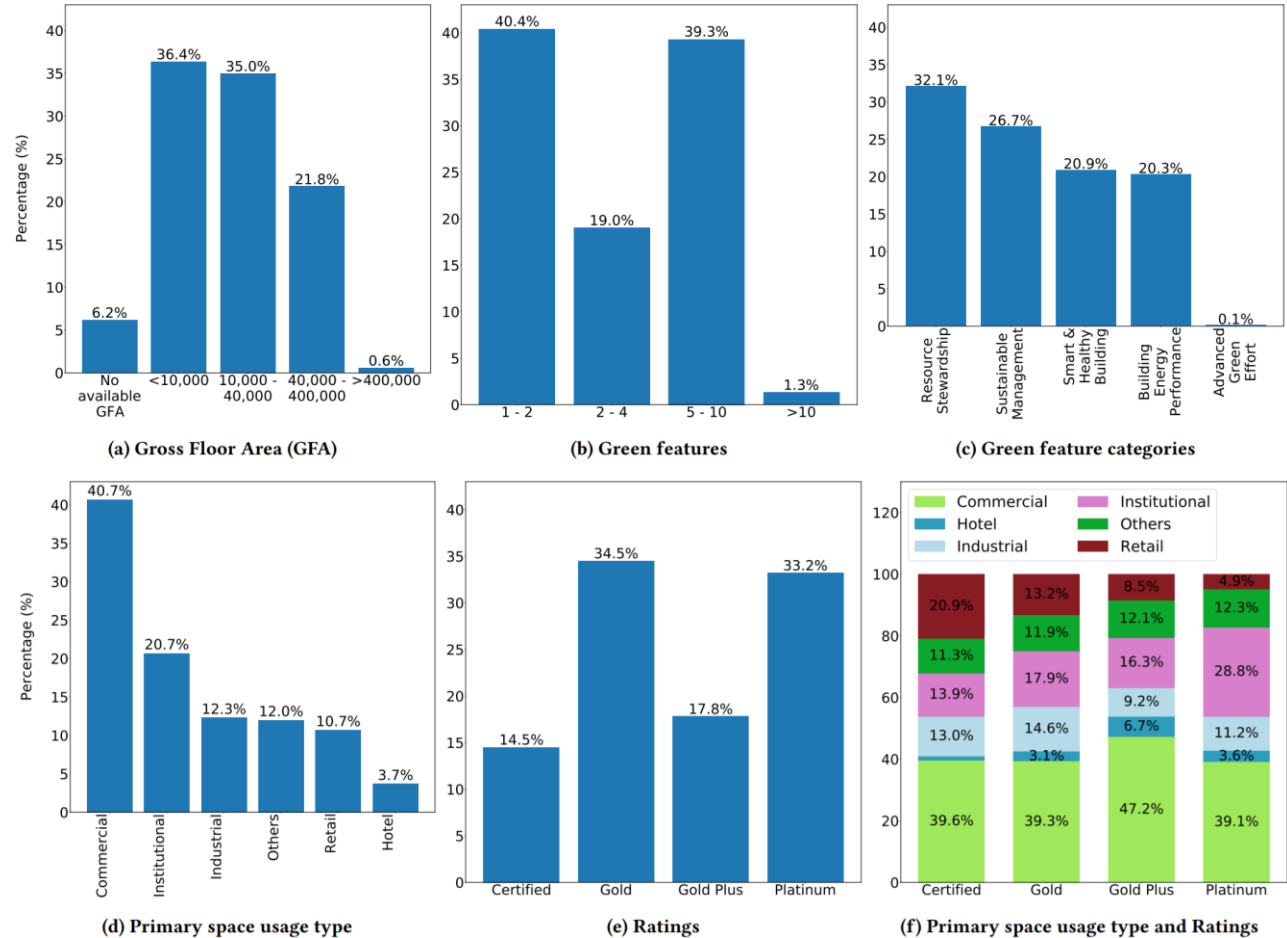 Percentage (%)
40
35
30
25
20
15
10
5
0
6.2%
36.4%
35.0%
21.8%
0.6%
No
available
GFA
<10,000
10,000 -
40,000
40,000 -
400,000
>400,000
(a) Gross Floor Area (GFA)
40
35
30
25
20
15
10
5
0
40.4%
19.0%
39.3%
1.3%
1 - 2
2 - 4
5 - 10
>10
(b) Green features
40
35
30
25
20
15
10
5
0
32.1%
26.7%
20.9%
20.3%
0.1%
Resource
Stewardship
Sustainable
Management
Smart &
Healthy
Building
Building
Energy
Performance
Advanced
Green
Effort
(c) Green feature categories
Percentage (%)
40
35
30
25
20
15
10
5
0
40.7%
20.7%
12.3%
12.0%
10.7%
3.7%
Commercial
Institutional
Industrial
Others
Retail
Hotel
(d) Primary space usage type
40
35
30
25
20
15
10
5
0
14.5%
34.5%
17.8%
33.2%
Certified
Gold
Gold Plus
Platinum
(e) Ratings
Commercial
Hotel
Industrial
Institutional
Others
Retail
120
100
80
60
40
20
0
20.9%
11.3%
13.9%
13.0%
39.6%
13.2%
11.9%
17.9%
14.6%
3.1%
39.3%
8.5%
12.1%
16.3%
9.2%
6.7%
47.2%
4.9%
12.3%
28.8%
11.2%
3.6%
39.1%
Certified
Gold
Gold Plus
Platinum
(f) Primary space usage type and Ratings